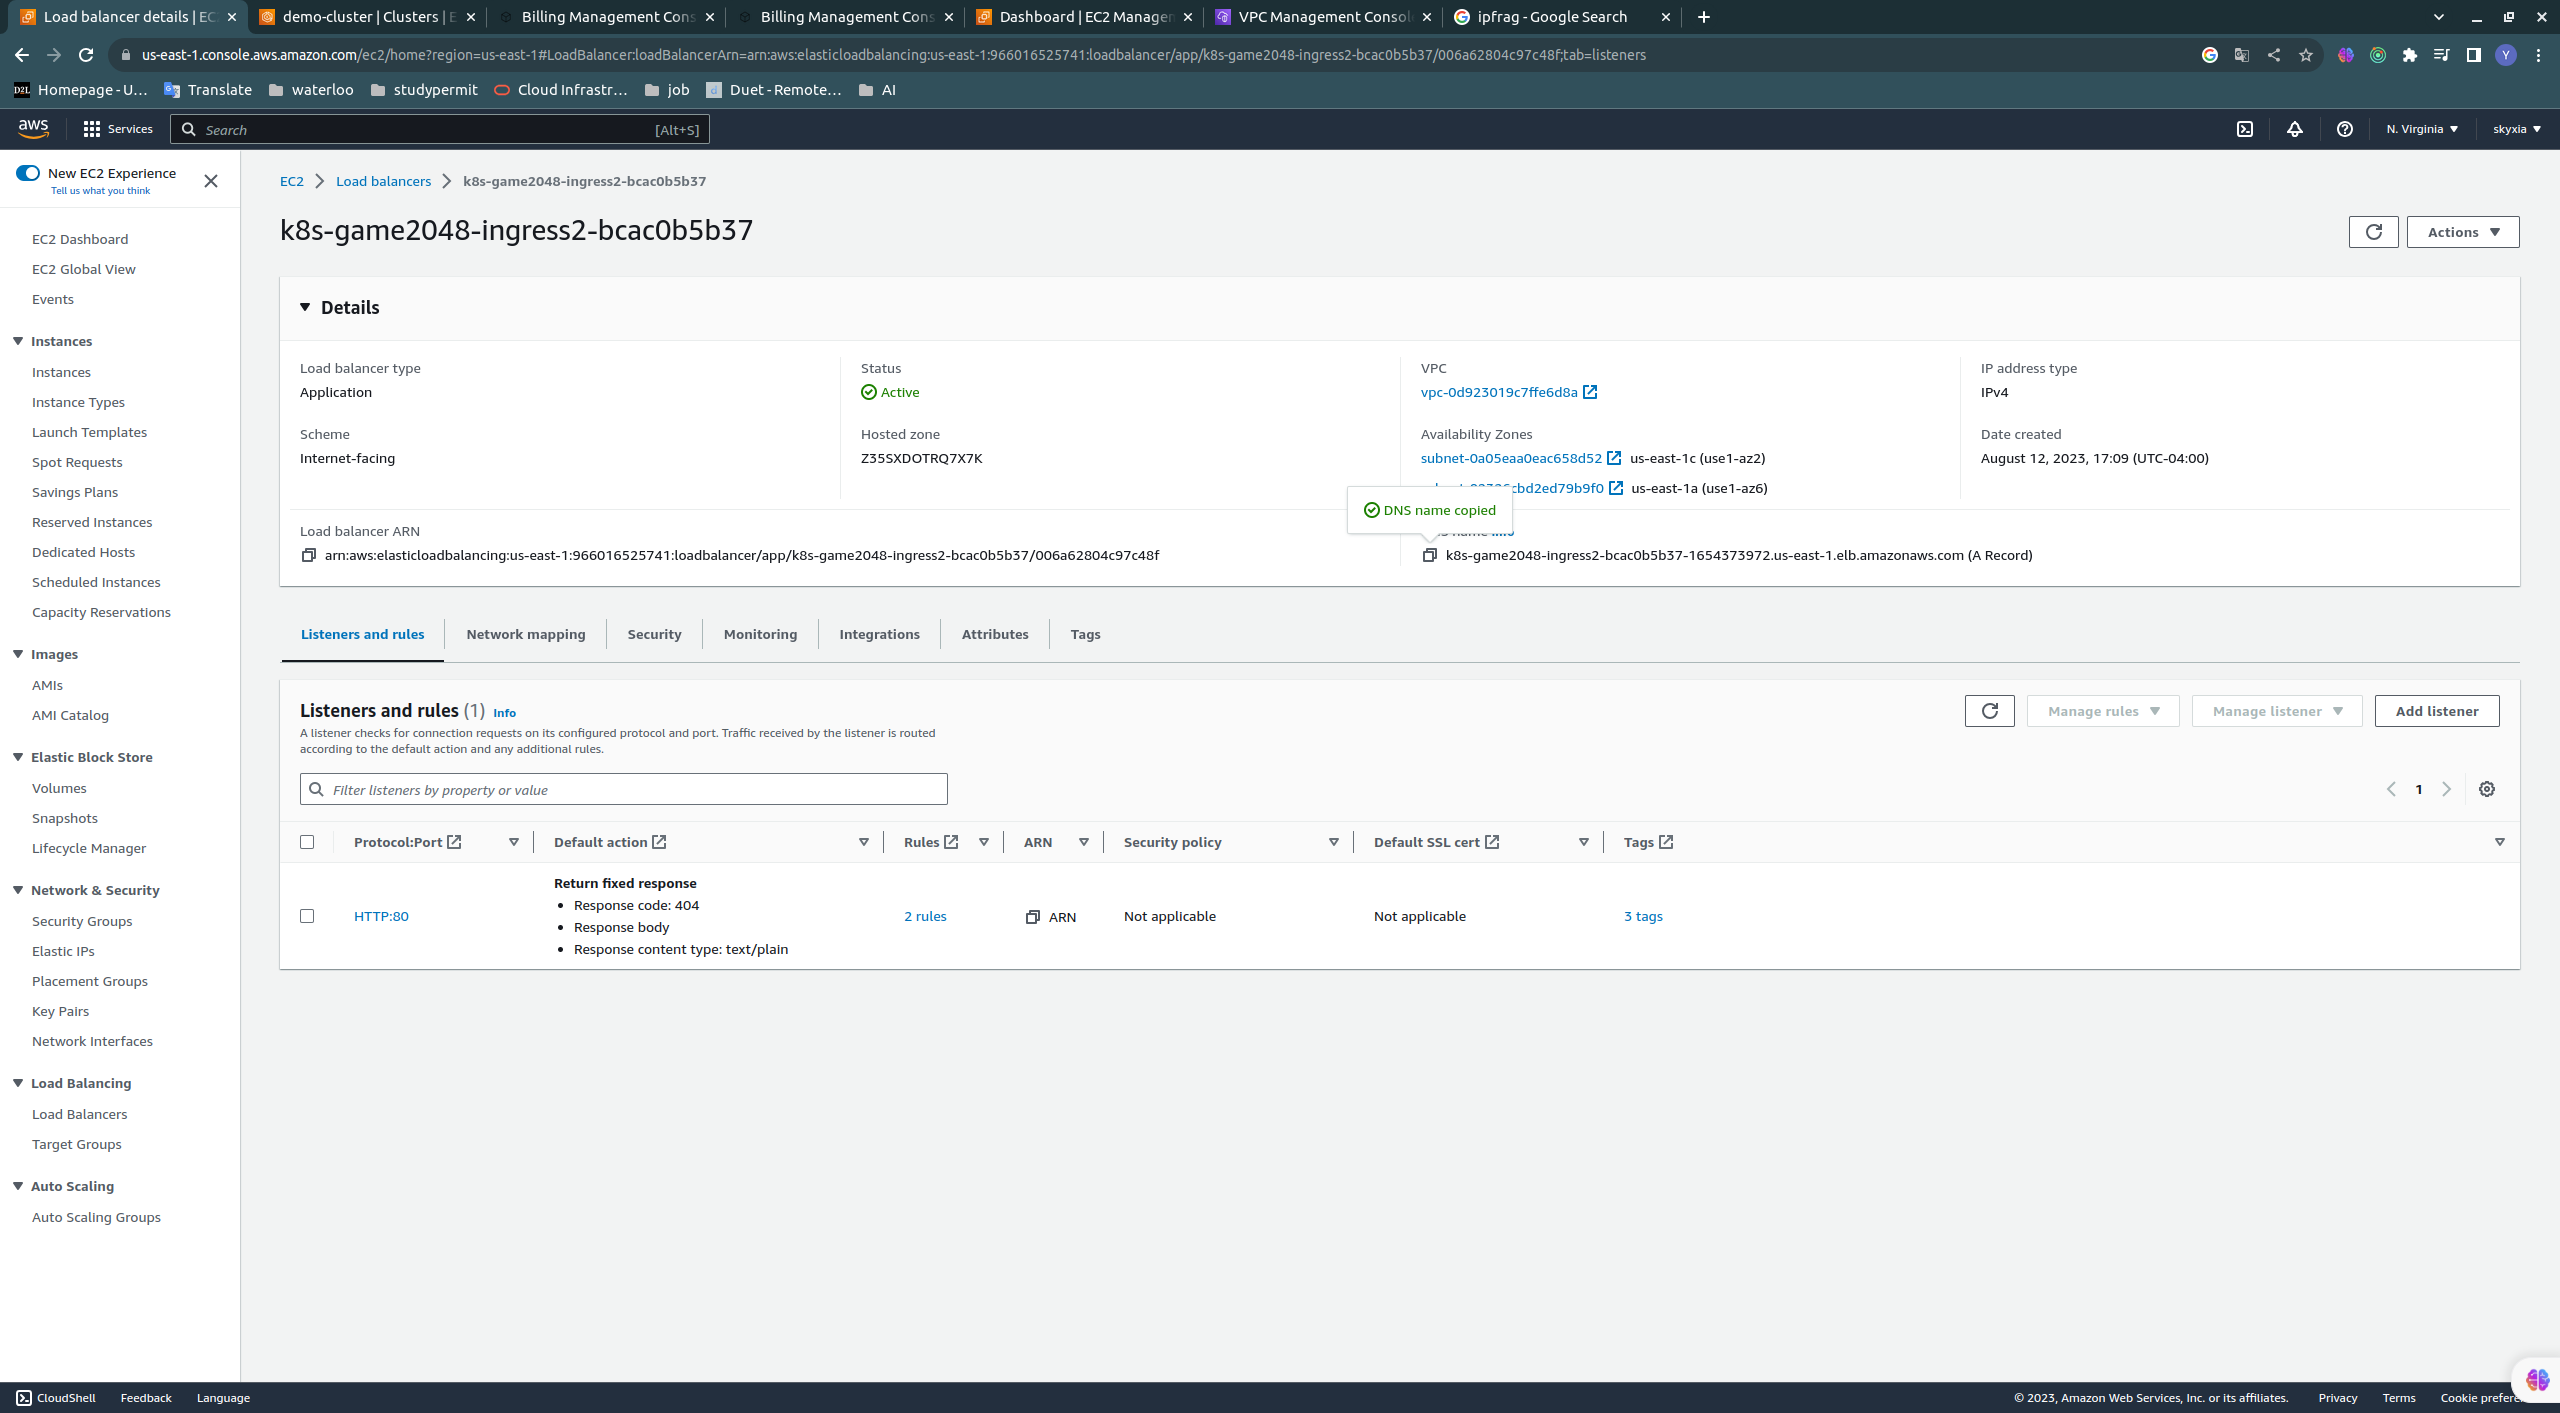 Load balancer details | EC
demo-cluster | Clusters | E
Billing Management Cons
Billing Management Cons
Dashboard | EC2 Managem
VPC Management Consol
ipfrag - Google Search
us-east-1.console.aws.amazon.com/ec2/home?region=us-east-1#LoadBalancer:loadBalancerArn=arn:aws:elasticloadbalancing:us-east-1:966016525741:loadbalancer/app/k8s-game2048-ingress2-bcac0b5b37/006a62804c97c48f;tab=listeners
Y
D2L Homepage - U...
Translate
waterloo
studypermit
Cloud Infrastr...
job
Duet - Remote...
AI
aws
Services
Search
[Alt+S]
N. Virginia
skyxia
New EC2 Experience
Tell us what you think
EC2 Dashboard
EC2 Global View
Events
Instances
Instances
Instance Types
Launch Templates
Spot Requests
Savings Plans
Reserved Instances
Dedicated Hosts
Scheduled Instances
Capacity Reservations
Images
AMIs
AMI Catalog
Elastic Block Store
Volumes
Snapshots
Lifecycle Manager
Network & Security
Security Groups
Elastic IPs
Placement Groups
Key Pairs
Network Interfaces
Load Balancing
Load Balancers
Target Groups
Auto Scaling
Auto Scaling Groups
EC2
Load balancers
k8s-game2048-ingress2-bcac0b5b37
k8s-game2048-ingress2-bcac0b5b37
Actions
Details
Load balancer type
Application
Status
Active
VPC
vpc-0d923019c7ffe6d8a
IP address type
IPv4
Scheme
Internet-facing
Hosted zone
Z35SXDOTRQ7X7K
Availability Zones
subnet-0a05eaa0eac658d52 us-east-1c (use1-az2)
us-east-1a (use1-az6)
Date created
August 12, 2023, 17:09 (UTC-04:00)
DNS name copied
Load balancer ARN
arn:aws:elasticloadbalancing:us-east-1:966016525741:loadbalancer/app/k8s-game2048-ingress2-bcac0b5b37/006a62804c97c48f
k8s-game2048-ingress2-bcac0b5b37-1654373972.us-east-1.elb.amazonaws.com (A Record)
Listeners and rules
Network mapping
Security
Monitoring
Integrations
Attributes
Tags
Listeners and rules (1) Info
A listener checks for connection requests on its configured protocol and port. Traffic received by the listener is routed
according to the default action and any additional rules.
Manage rules
Manage listener
Add listener
Filter listeners by property or value
1
Protocol:Port
Default action
Rules
ARN
Security policy
Default SSL cert
Tags
HTTP:80
Return fixed response
• Response code: 404
• Response body
• Response content type: text/plain
2 rules
ARN
Not applicable
Not applicable
3 tags
CloudShell
Feedback
Language
© 2023, Amazon Web Services, Inc. or its affiliates.
Privacy
Terms
Cookie prefere